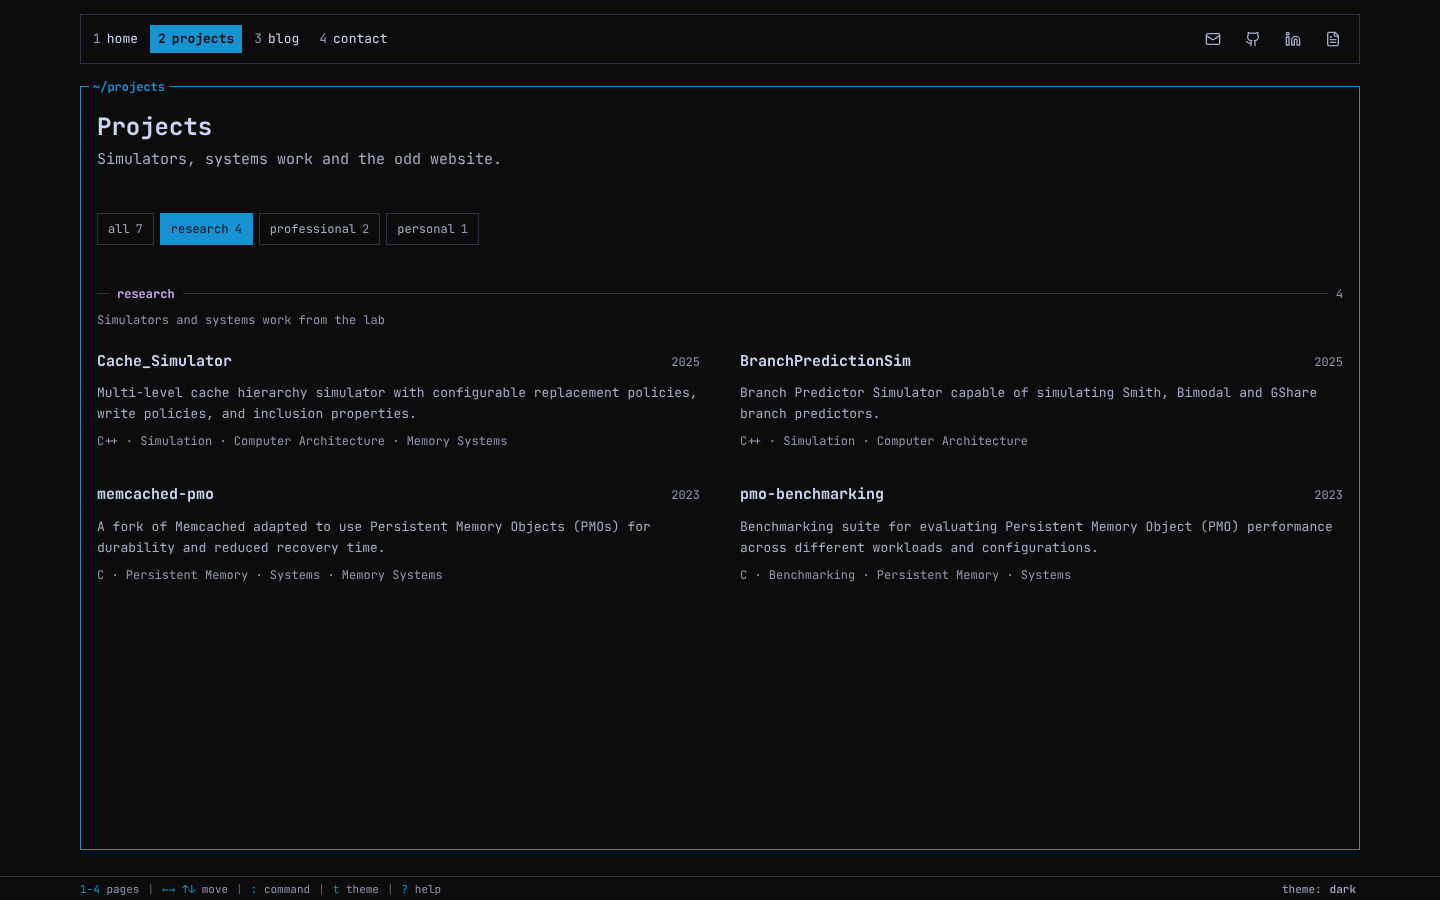 1 home 2 projects 3 blog 4 contact
~/projects
Projects
Simulators, systems work and the odd website.
all 7 research 4 professional 2 personal 1
research 4
Simulators and systems work from the lab
Cache_Simulator 2025
Multi-level cache hierarchy simulator with configurable replacement policies,
write policies, and inclusion properties.
C++ · Simulation · Computer Architecture · Memory Systems
BranchPredictionSim 2025
Branch Predictor Simulator capable of simulating Smith, Bimodal and GShare
branch predictors.
C++ · Simulation · Computer Architecture
memcached-pmo 2023
A fork of Memcached adapted to use Persistent Memory Objects (PMOs) for
durability and reduced recovery time.
C · Persistent Memory · Systems · Memory Systems
pmo-benchmarking 2023
Benchmarking suite for evaluating Persistent Memory Object (PMO) performance
across different workloads and configurations.
C · Benchmarking · Persistent Memory · Systems
1-4 pages | ←→ ↑↓ move | : command | t theme | ? help theme: dark